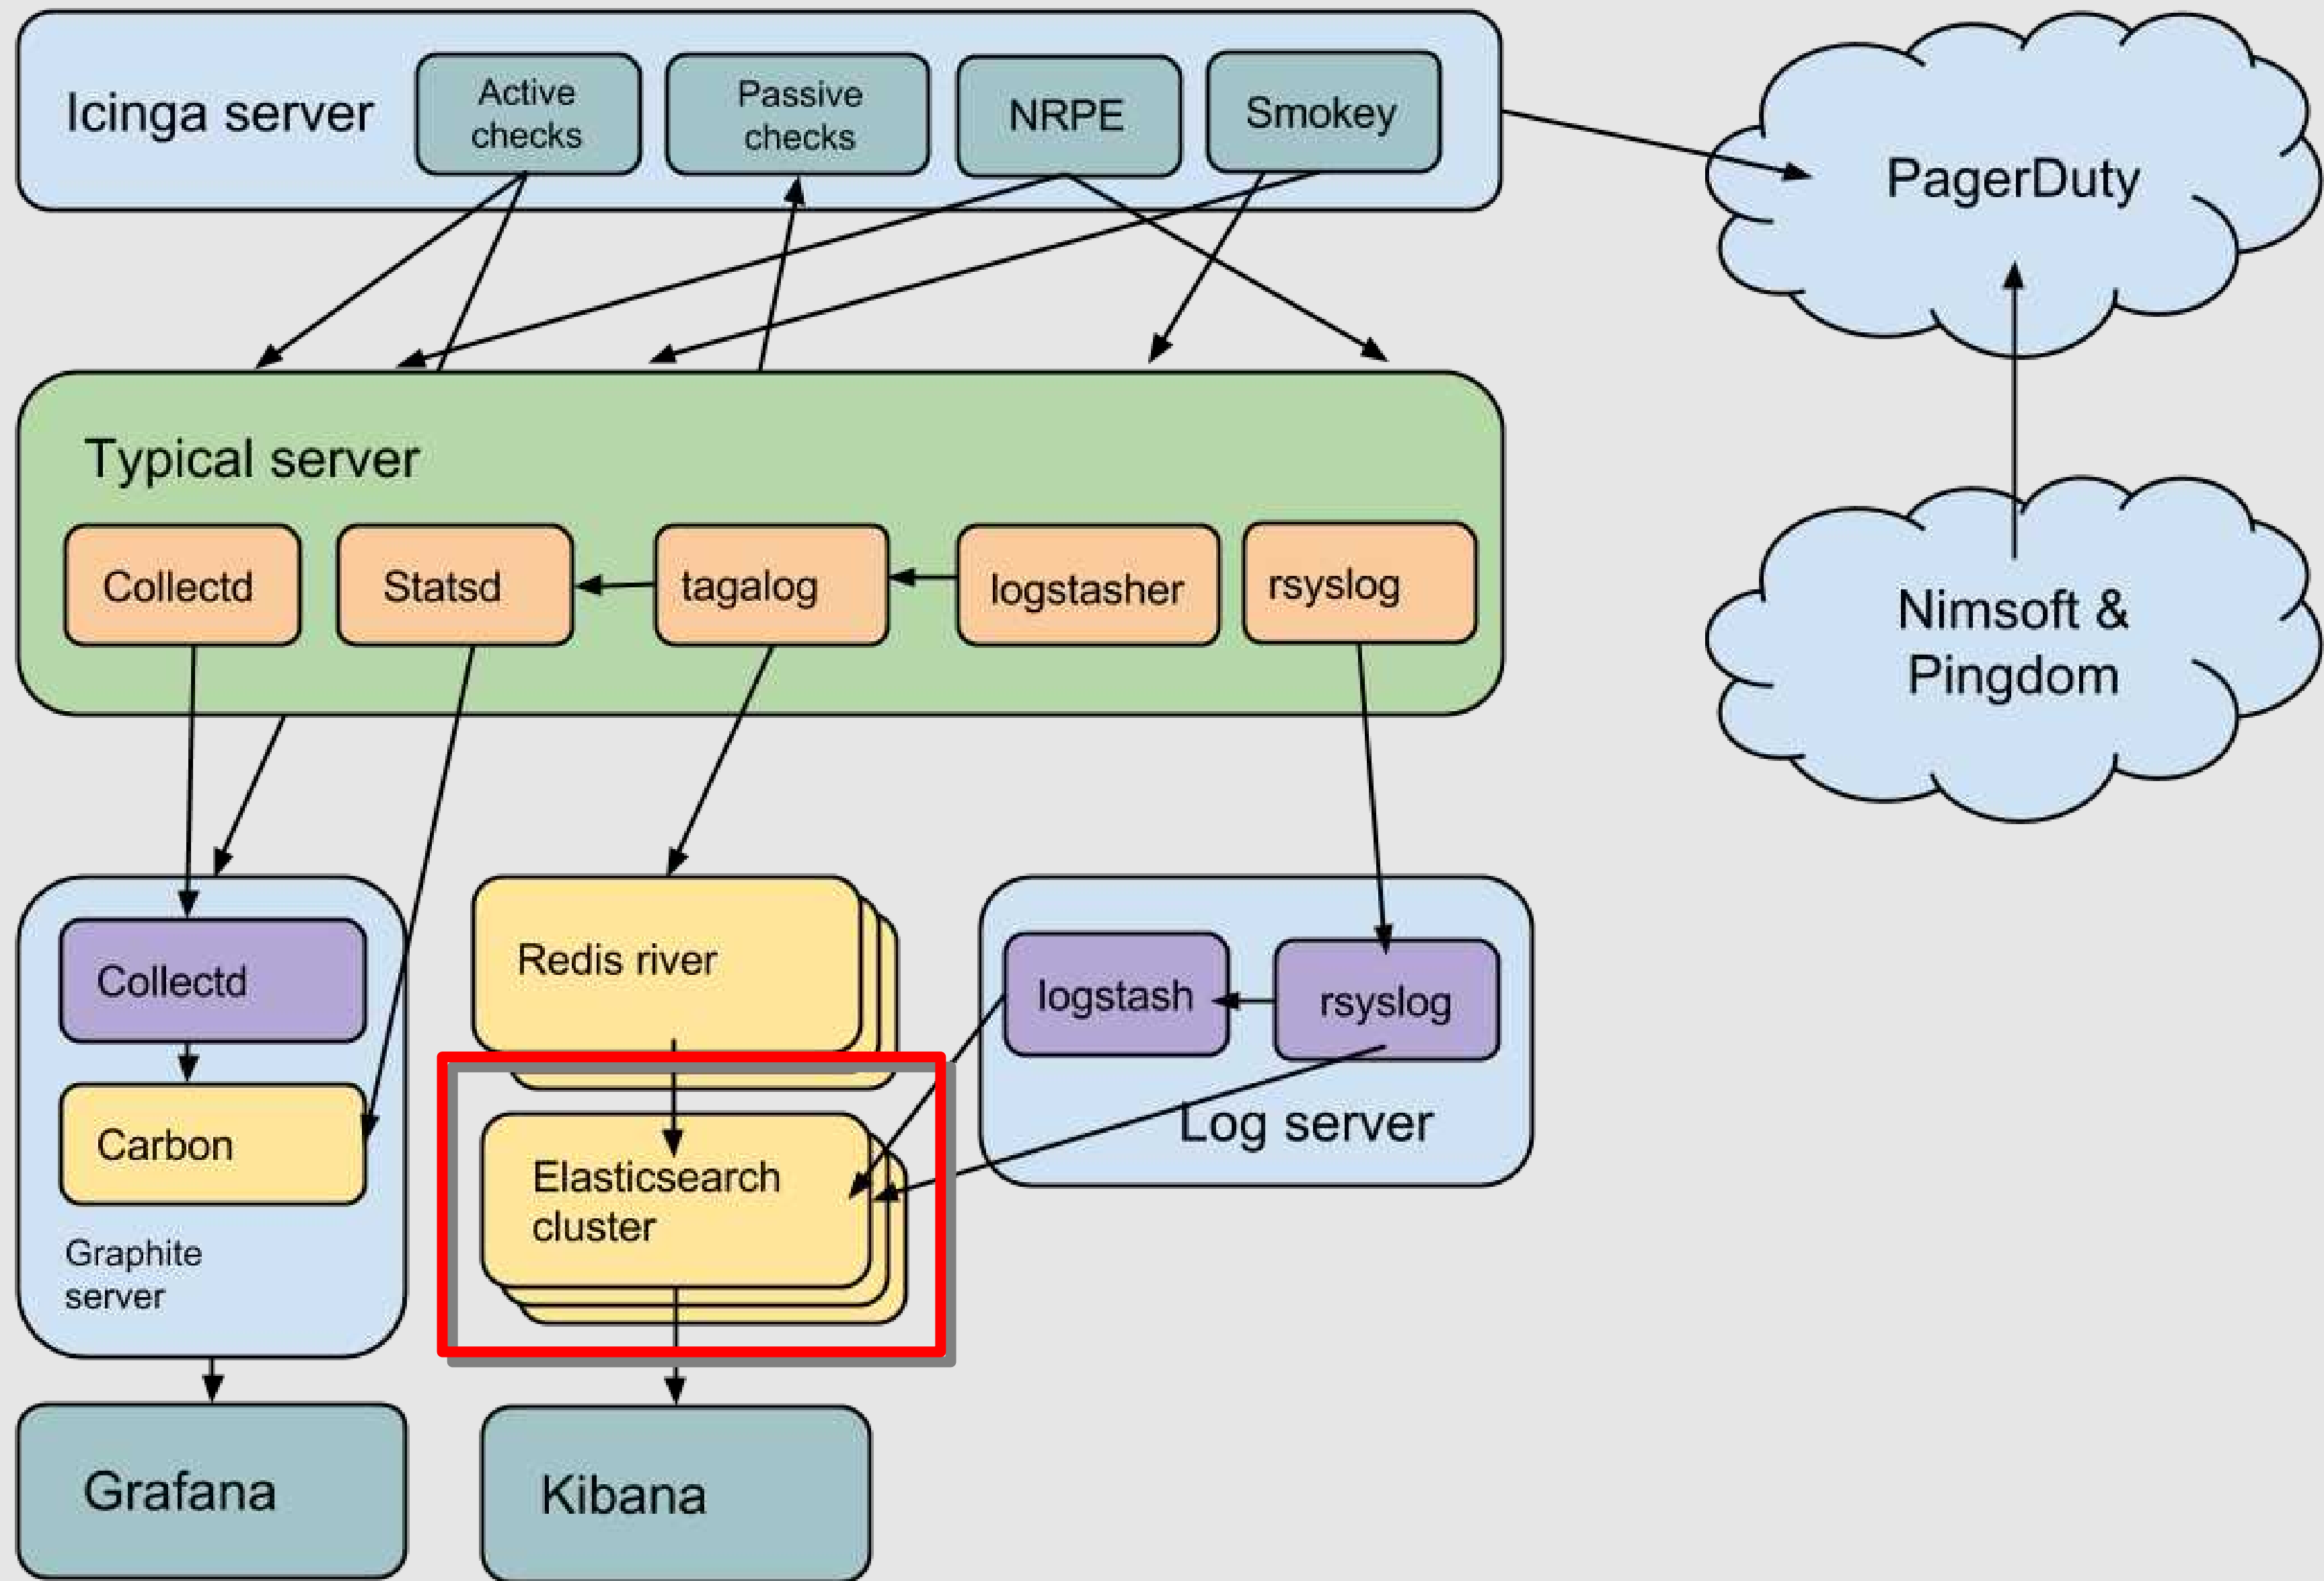 Icinga server
Active
checks
Passive
checks
NRPE
Smokey
PagerDuty
Typical server
Collectd
Statsd
tagalog
logstasher
rsyslog
Nimsoft &
Pingdom
Collectd
Carbon
Graphite
server
Redis river
Elasticsearch
cluster
logstash
rsyslog
Log server
Grafana
Kibana